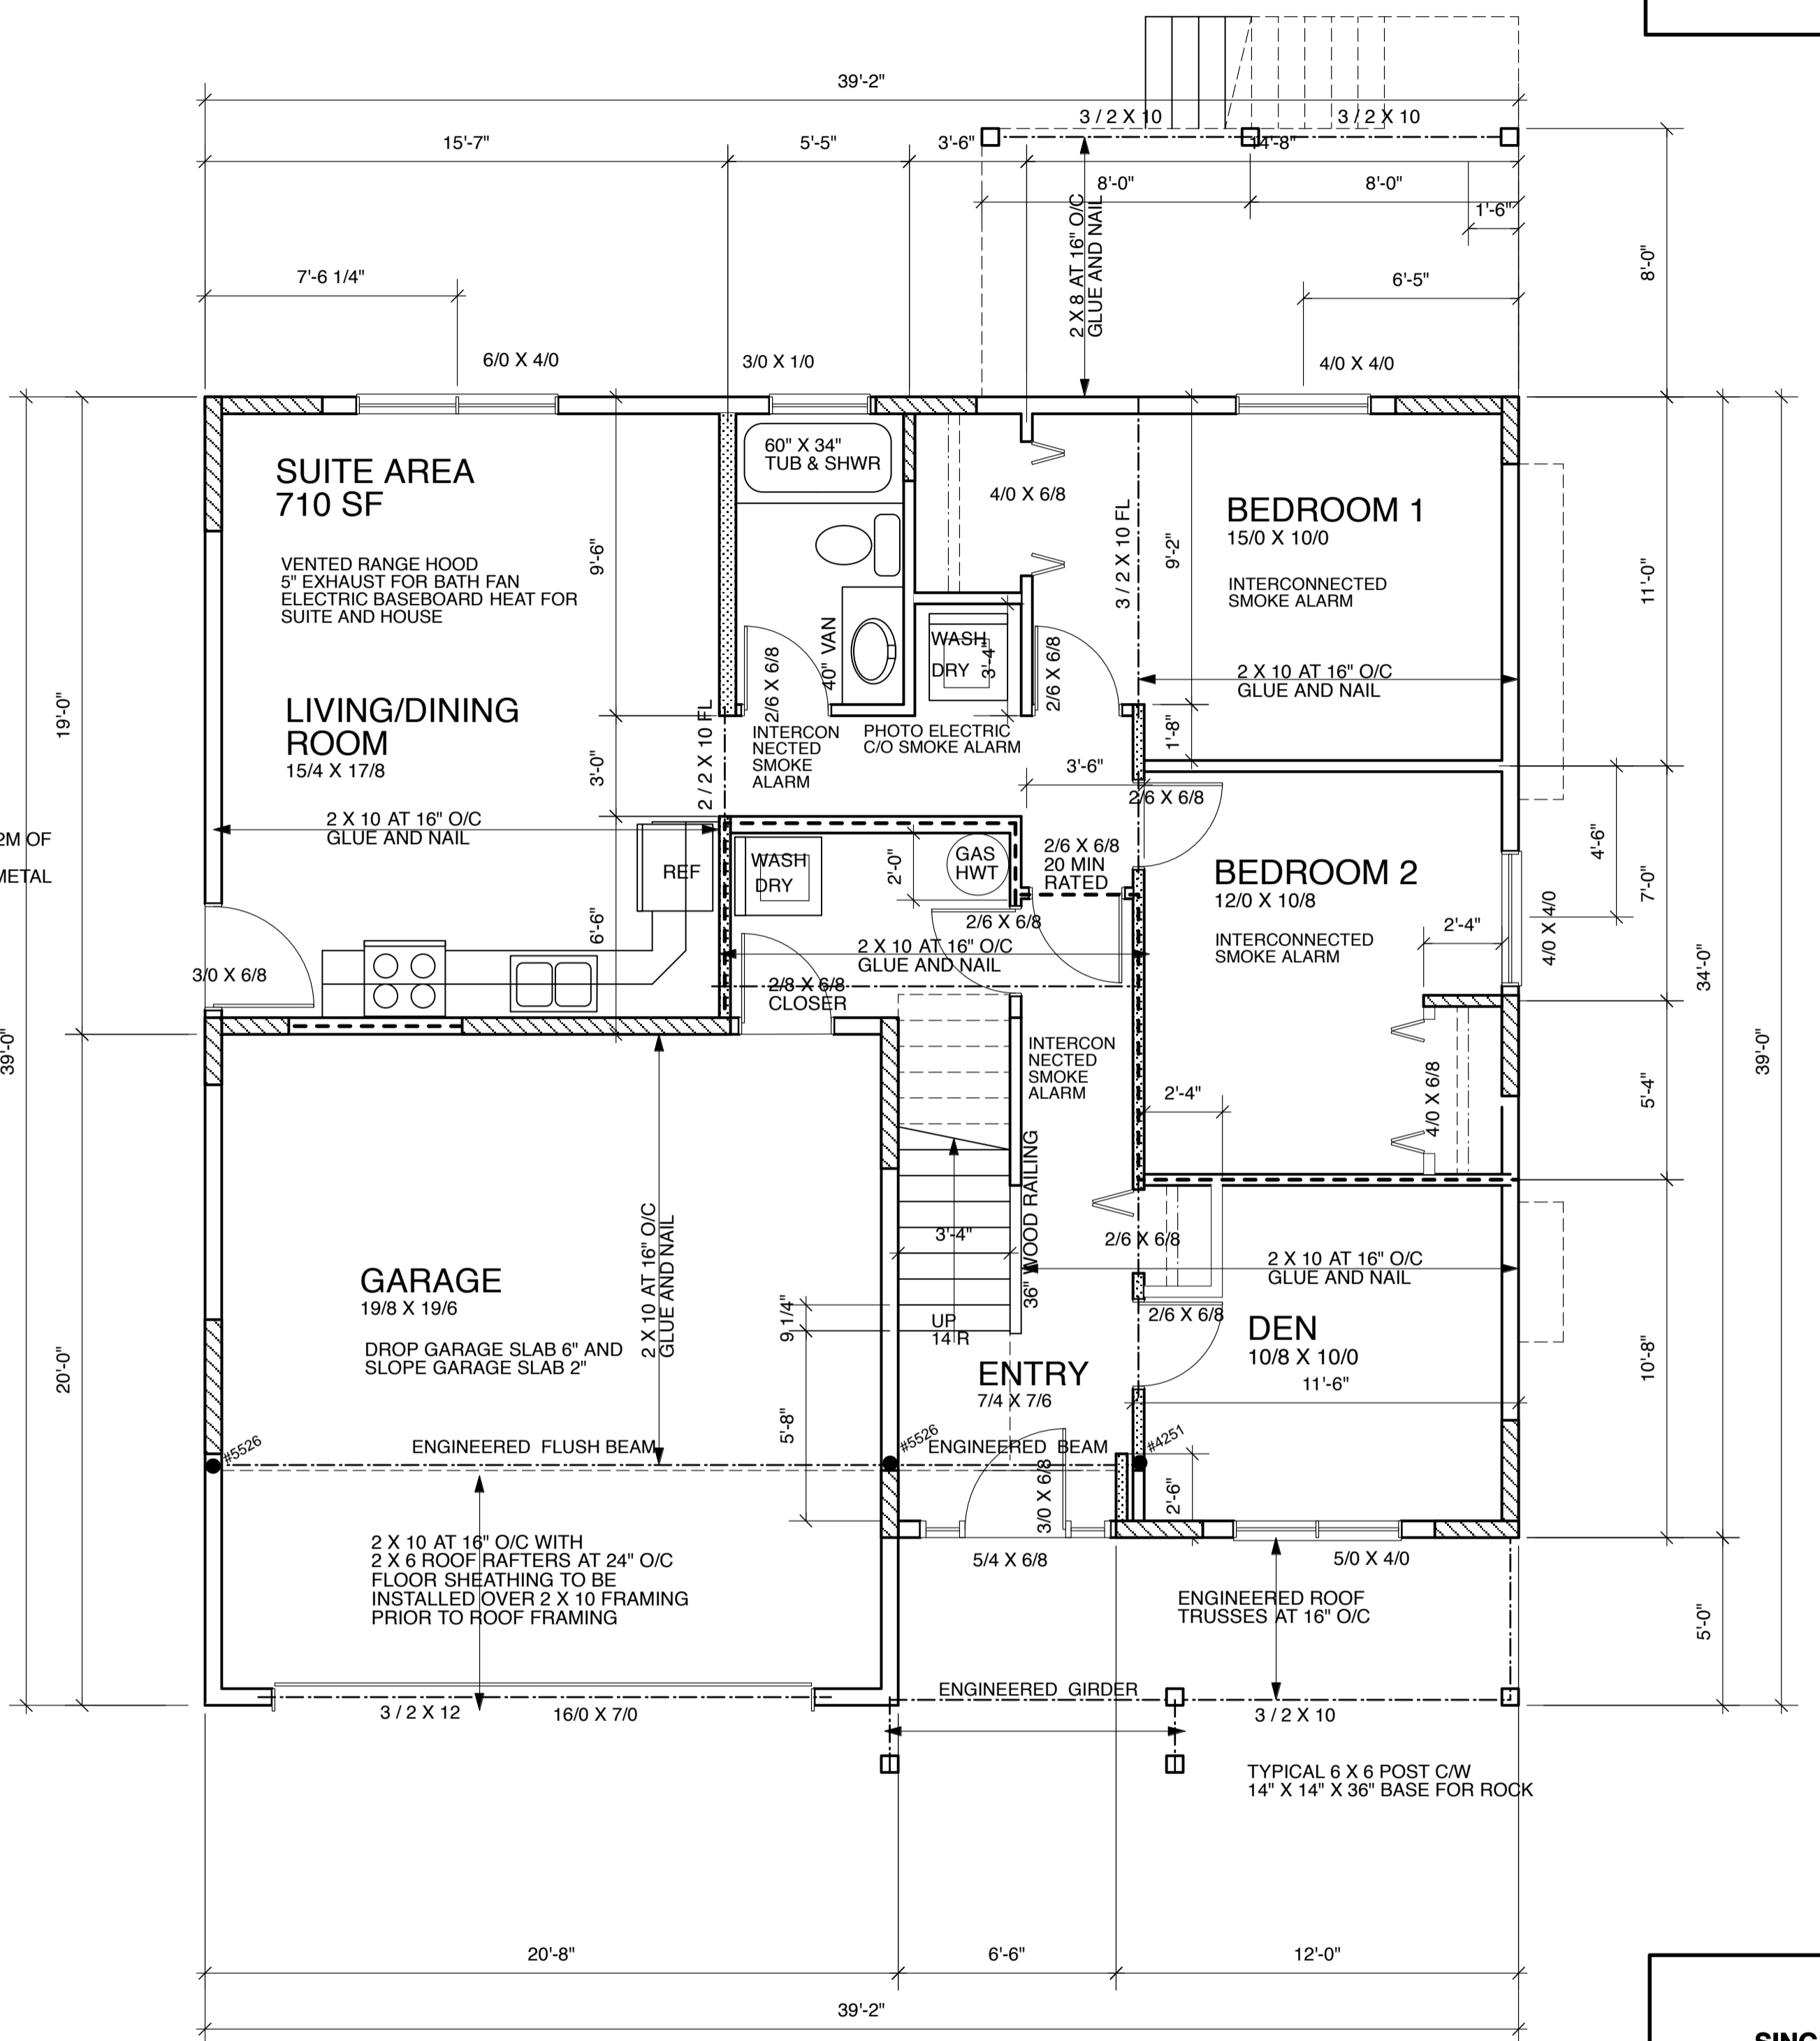 39'-2"
3 / 2 X 10
3 / 2 X 10
15'-7"
5'-5"
3'-6"
14'-8"
8'-0"
8'-0"
1'-6"
2 X 8 AT 16" O/C
GLUE AND NAIL
8'-0"
7'-6 1/4"
6'-5"
6/0 X 4/0
3/0 X 1/0
4/0 X 4/0
SUITE AREA
710 SF
VENTED RANGE HOOD
5" EXHAUST FOR BATH FAN
ELECTRIC BASEBOARD HEAT FOR
SUITE AND HOUSE
9'-6"
60" X 34"
TUB & SHWR
4/0 X 6/8
3 / 2 X 10 FL
9'-2"
BEDROOM 1
15/0 X 10/0
INTERCONNECTED
SMOKE ALARM
11'-0"
2 X 10 AT 16" O/C
GLUE AND NAIL
40" VAN
WASH
DRY
3'-4"
2/6 X 6/8
2/6 X 6/8
19'-0"
LIVING/DINING
ROOM
15/4 X 17/8
3'-0"
2 / 2 X 10 FL
INTERCON
NECTED
SMOKE
ALARM
PHOTO ELECTRIC
C/O SMOKE ALARM
1'-8"
3'-6"
2/6 X 6/8
2M OF
METAL
2 X 10 AT 16" O/C
GLUE AND NAIL
REF
WASH
DRY
2'-0"
GAS
HWT
2/6 X 6/8
20 MIN
RATED
BEDROOM 2
12/0 X 10/8
INTERCONNECTED
SMOKE ALARM
2'-4"
4/0 X 4/0
4'-6"
7'-0"
34'-0"
6'-6"
2/6 X 6/8
2 X 10 AT 16" O/C
GLUE AND NAIL
3/0 X 6/8
2/8 X 6/8
CLOSER
39'-0"
39'-0"
INTERCON
NECTED
SMOKE
ALARM
2'-4"
4/0 X 6/8
5'-4"
36" WOOD RAILING
3'-4"
2/6 X 6/8
2 X 10 AT 16" O/C
GLUE AND NAIL
GARAGE
19/8 X 19/6
DROP GARAGE SLAB 6" AND
SLOPE GARAGE SLAB 2"
2 X 10 AT 16" O/C
GLUE AND NAIL
9 1/4"
UP
14 R
2/6 X 6/8
DEN
10/8 X 10/0
11'-6"
20'-0"
10'-8"
ENTRY
7/4 X 7/6
5'-8"
#5526
ENGINEERED FLUSH BEAM
#5526
ENGINEERED BEAM
#4251
3/0 X 6/8
2'-6"
2 X 10 AT 16" O/C WITH
2 X 6 ROOF RAFTERS AT 24" O/C
FLOOR SHEATHING TO BE
INSTALLED OVER 2 X 10 FRAMING
PRIOR TO ROOF FRAMING
5/4 X 6/8
5/0 X 4/0
ENGINEERED ROOF
TRUSSES AT 16" O/C
5'-0"
ENGINEERED GIRDER
3 / 2 X 12
16/0 X 7/0
3 / 2 X 10
TYPICAL 6 X 6 POST C/W
14" X 14" X 36" BASE FOR ROCK
20'-8"
6'-6"
12'-0"
39'-2"